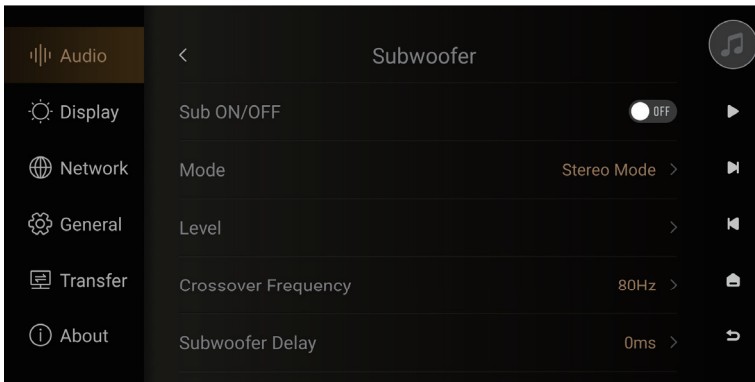 Audio
Display
Network
General
Transfer
About
Subwoofer
Sub ON/OFF
OFF
Mode
Stereo Mode
Level
Crossover Frequency
80Hz
Subwoofer Delay
0ms